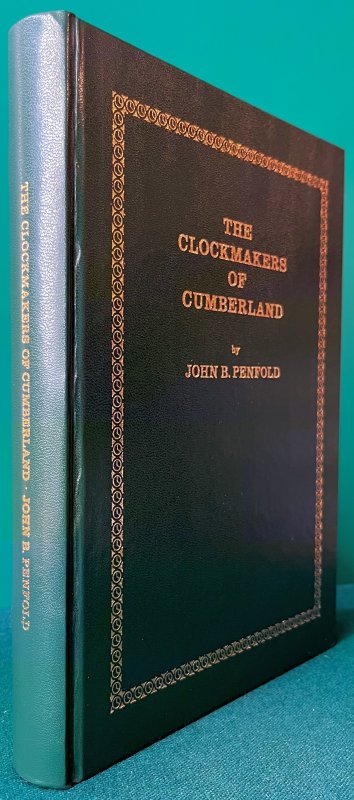 THE
CLOCKMAKERS
OF
CUMBERLAND
by
JOHN B. PENFOLD
THE CLOCKMAKERS OF CUMBERLAND · JOHN B. PENFOLD